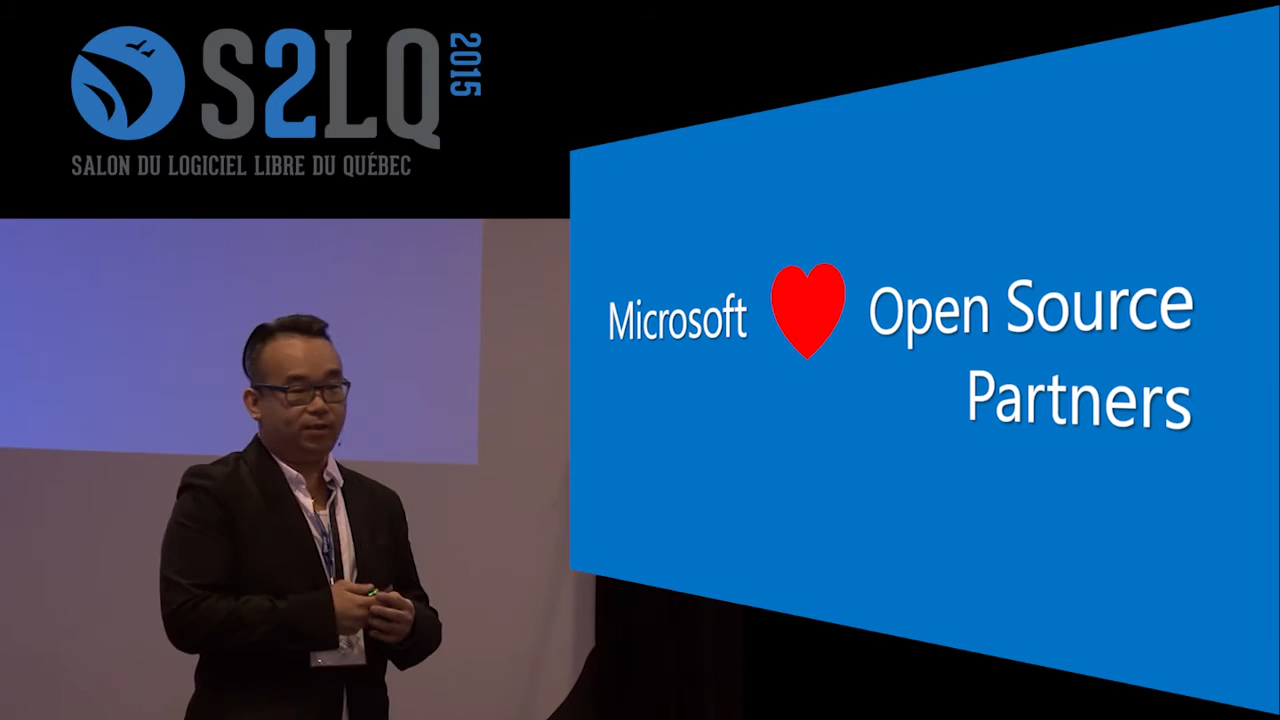 S2LQ 2015
SALON DU LOGICIEL LIBRE DU QUÉBEC
Microsoft Open Source
Partners